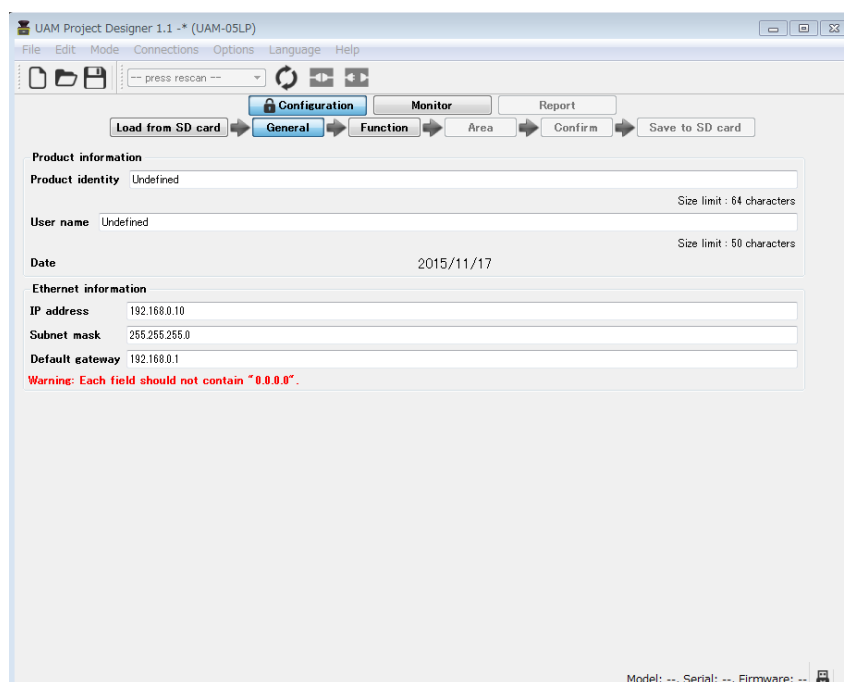 UAM Project Designer 1.1 -* (UAM-05LP)
File Edit Mode Connections Options Language Help
-- press rescan --
Configuration Monitor Report
Load from SD card General Function Area Confirm Save to SD card
Product information
Product identity Undefined
Size limit : 64 characters
User name Undefined
Size limit : 50 characters
Date 2015/11/17
Ethernet information
IP address 192.168.0.10
Subnet mask 255.255.255.0
Default gateway 192.168.0.1
Warning: Each field should not contain "0.0.0.0".
Model: --, Serial: --, Firmware: --